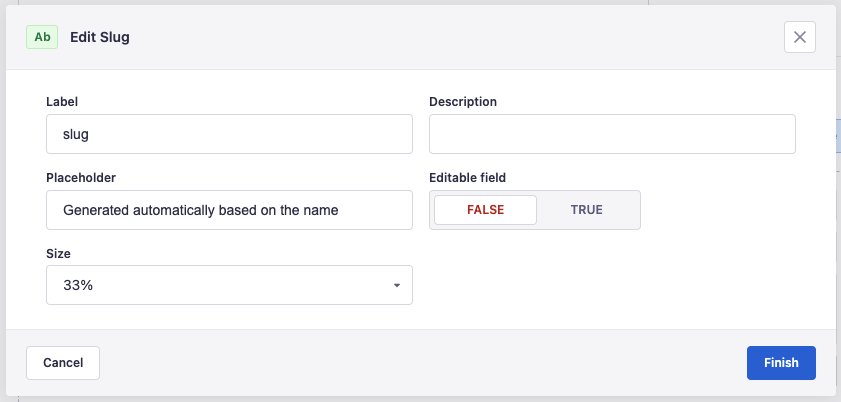 Ab Edit Slug
Label
slug
Description
Placeholder
Generated automatically based on the name
Editable field
FALSE TRUE
Size
33%
Cancel Finish